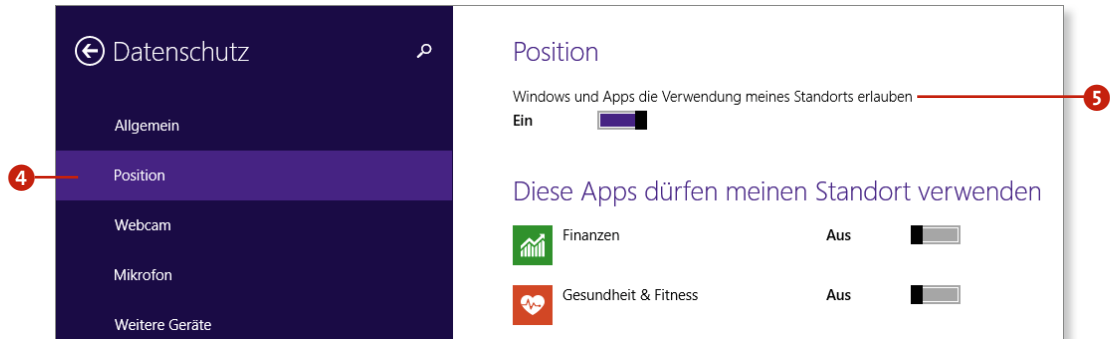 Datenschutz
Allgemein
4
Position
Webcam
Mikrofon
Weitere Geräte
Position
Windows und Apps die Verwendung meines Standorts erlauben
5
Ein
Diese Apps dürfen meinen Standort verwenden
Finanzen Aus
Gesundheit & Fitness Aus